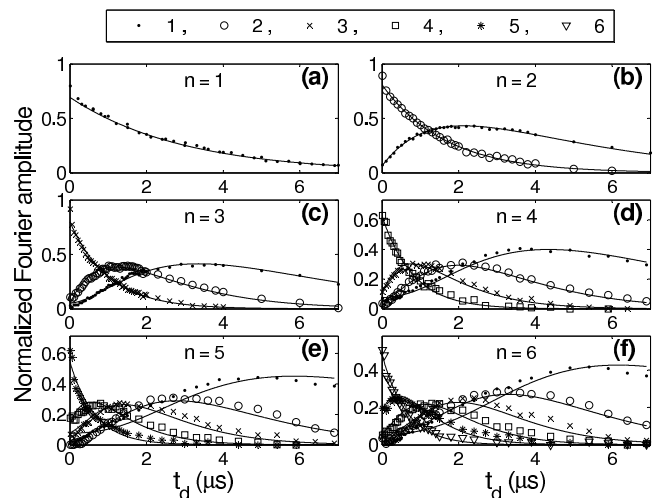 1, 2, 3, 4, 5, 6
Normalized Fourier amplitude
(a)
n = 1
1
0.5
0
0 2 4 6
(b)
n = 2
1
0.5
0
0 2 4 6
(c)
n = 3
1
0.5
0
0 2 4 6
(d)
n = 4
0.6
0.4
0.2
0
0 2 4 6
(e)
n = 5
0.6
0.4
0.2
0
0 2 4 6
t_d (μs)
(f)
n = 6
0.6
0.4
0.2
0
0 2 4 6
t_d (μs)